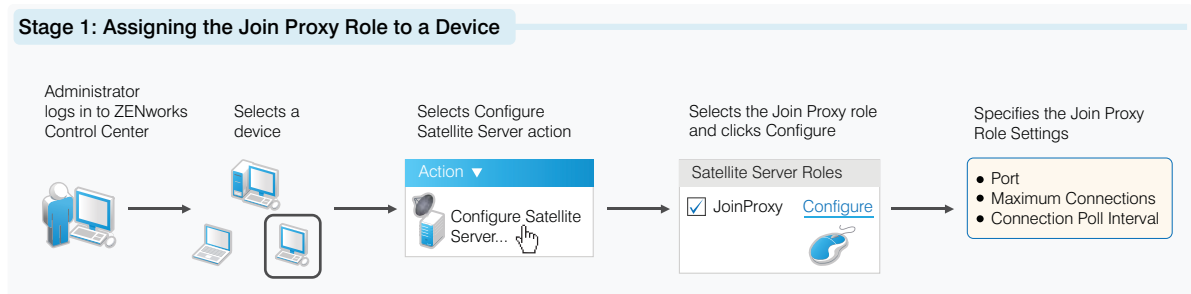 Stage 1: Assigning the Join Proxy Role to a Device
Administrator
logs in to ZENworks
Control Center
Selects a
device
Selects Configure
Satellite Server action
Action ▼
Configure Satellite
Server...
Selects the Join Proxy role
and clicks Configure
Satellite Server Roles
JoinProxy Configure
Specifies the Join Proxy
Role Settings
● Port
● Maximum Connections
● Connection Poll Interval